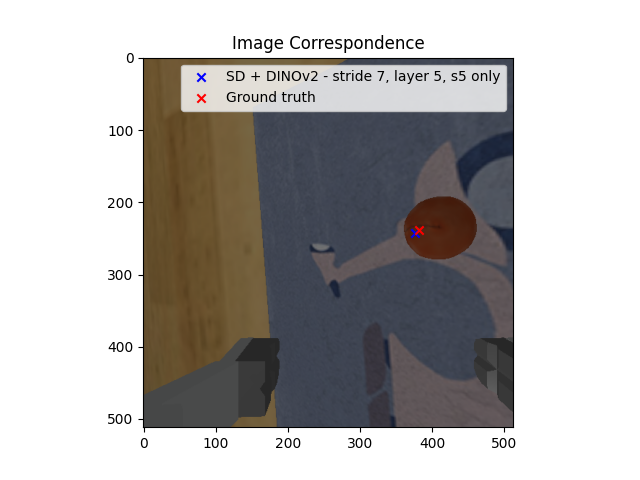 Image Correspondence
SD + DINOv2 - stride 7, layer 5, s5 only
Ground truth
0
100
200
300
400
500
0 100 200 300 400 500